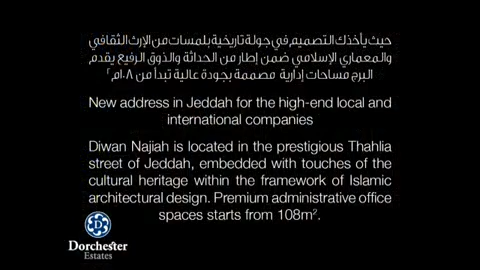 حيث يأخذك التصميم في جولة تاريخية بلمسات من الإرث الثقافي
والمعماري الإسلامي ضمن إطار من الحداثة والذوق الرفيع يقدم
البرج مساحات إدارية مصممة بجودة عالية تبدأ من ١٠٨م٢
New address in Jeddah for the high-end local and
international companies
Diwan Najiah is located in the prestigious Thahlia
street of Jeddah, embedded with touches of the
cultural heritage within the framework of Islamic
architectural design. Premium administrative office
spaces starts from 108m².
D
Dorchester
Estates